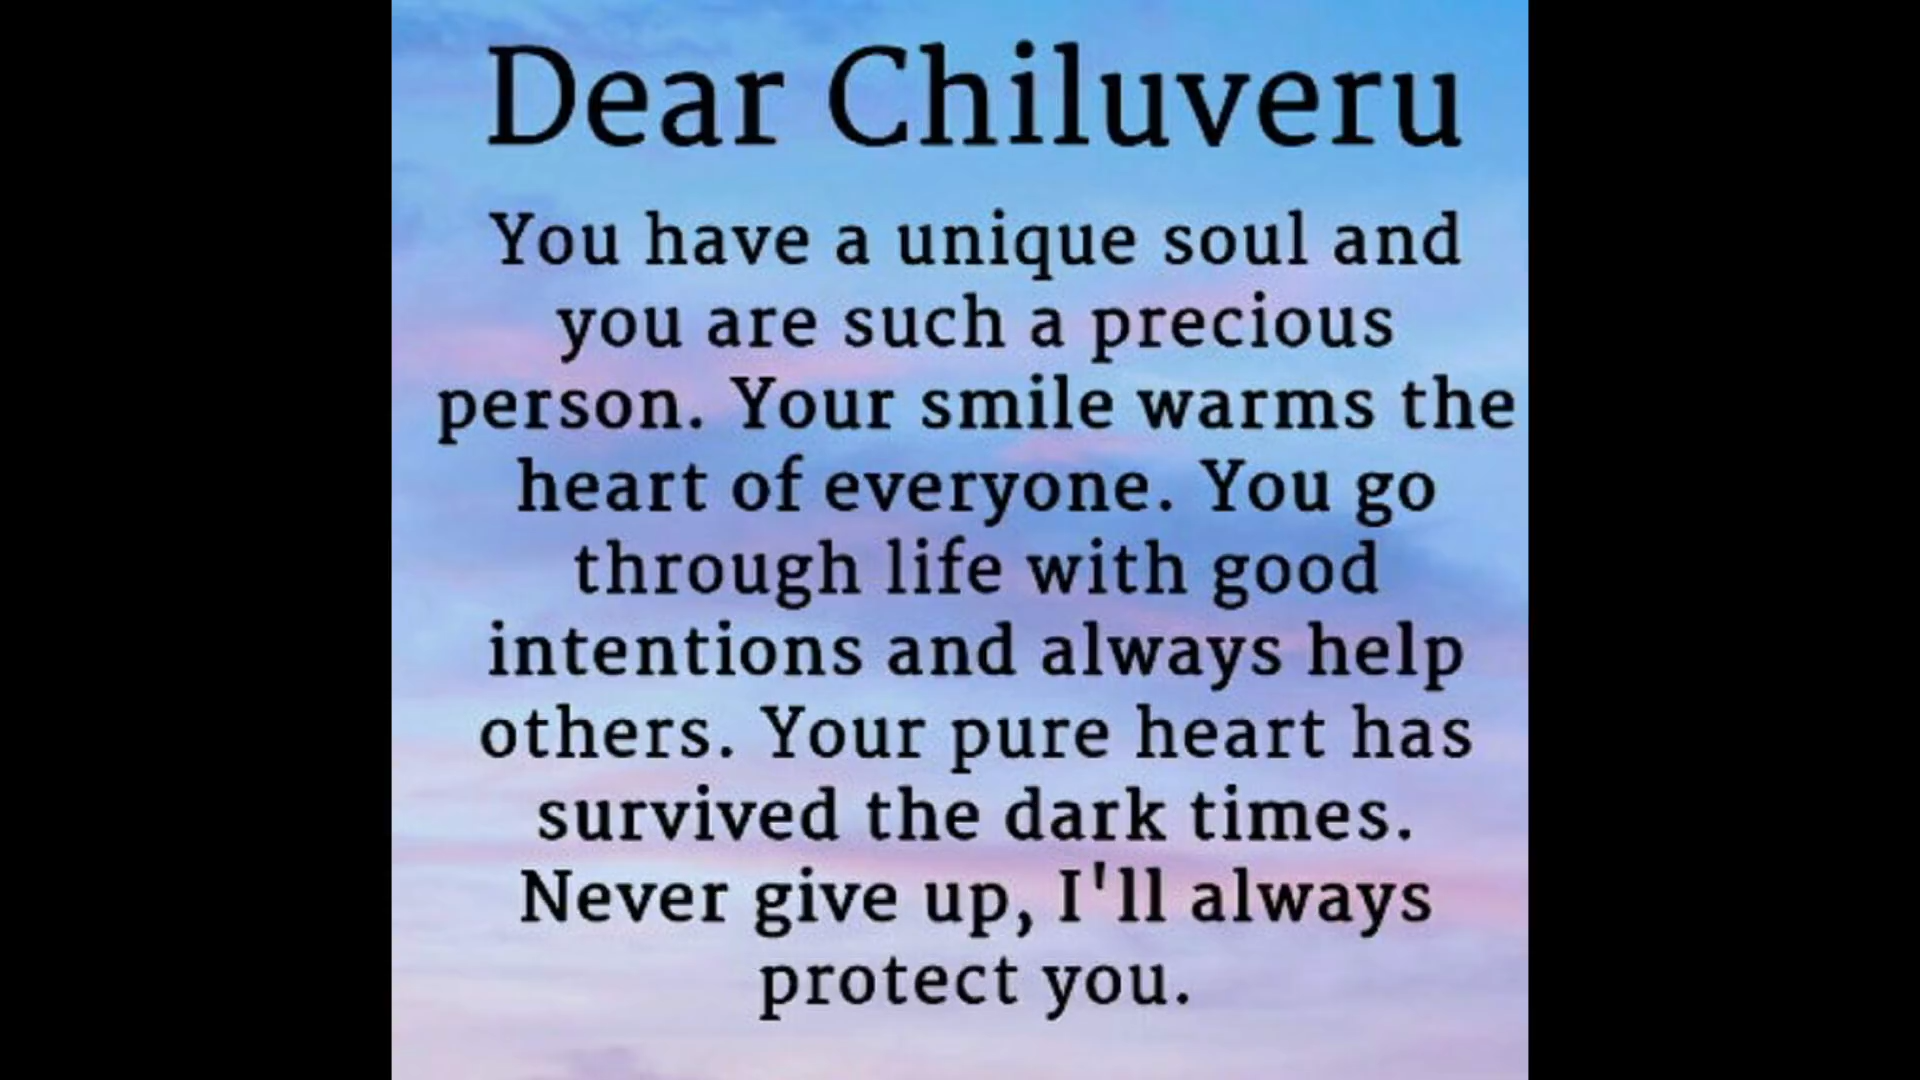 Dear Chiluveru
You have a unique soul and
you are such a precious
person. Your smile warms the
heart of everyone. You go
through life with good
intentions and always help
others. Your pure heart has
survived the dark times.
Never give up, I'll always
protect you.